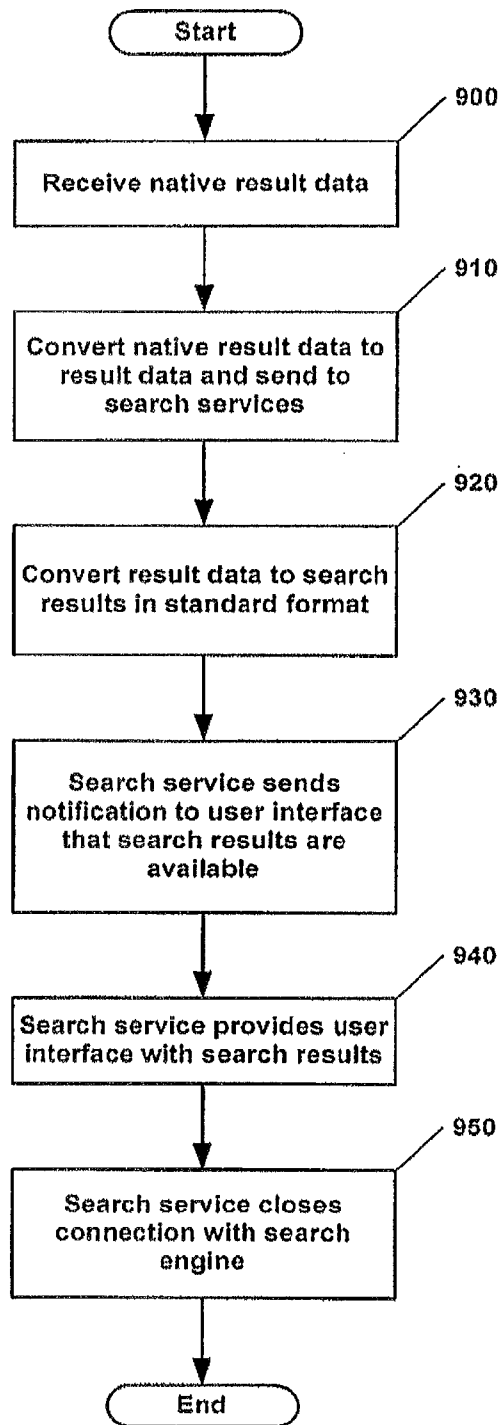 Start
900
Receive native result data
910
Convert native result data to
result data and send to
search services
920
Convert result data to search
results in standard format
930
Search service sends
notification to user interface
that search results are
available
940
Search service provides user
interface with search results
950
Search service closes
connection with search
engine
End